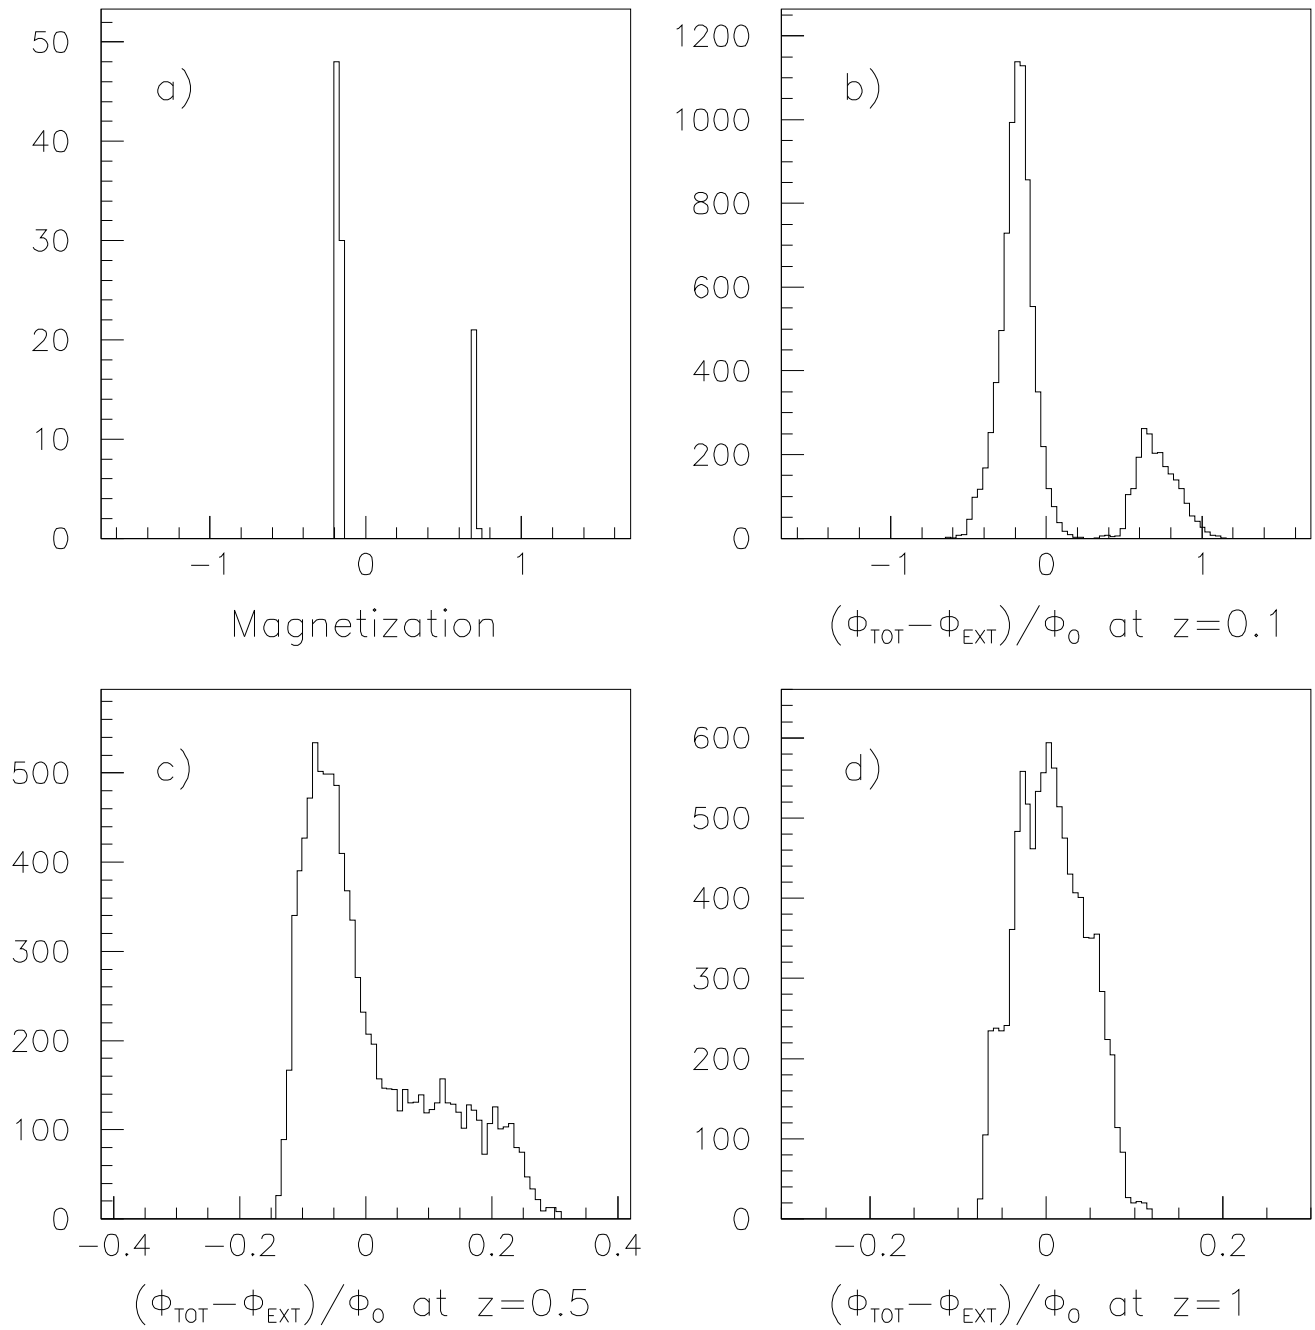 a)
50
40
30
20
10
0
−1 0 1
Magnetization
b)
1200
1000
800
600
400
200
0
−1 0 1
(Φ_TOT−Φ_EXT)/Φ_0 at z=0.1
c)
500
400
300
200
100
0
−0.4 −0.2 0 0.2 0.4
(Φ_TOT−Φ_EXT)/Φ_0 at z=0.5
d)
600
500
400
300
200
100
0
−0.2 0 0.2
(Φ_TOT−Φ_EXT)/Φ_0 at z=1